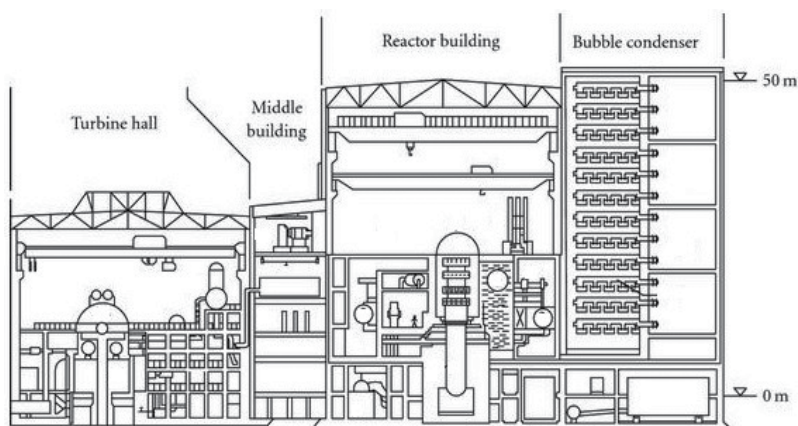 Reactor building
Bubble condenser
Turbine hall
Middle
building
50 m
0 m